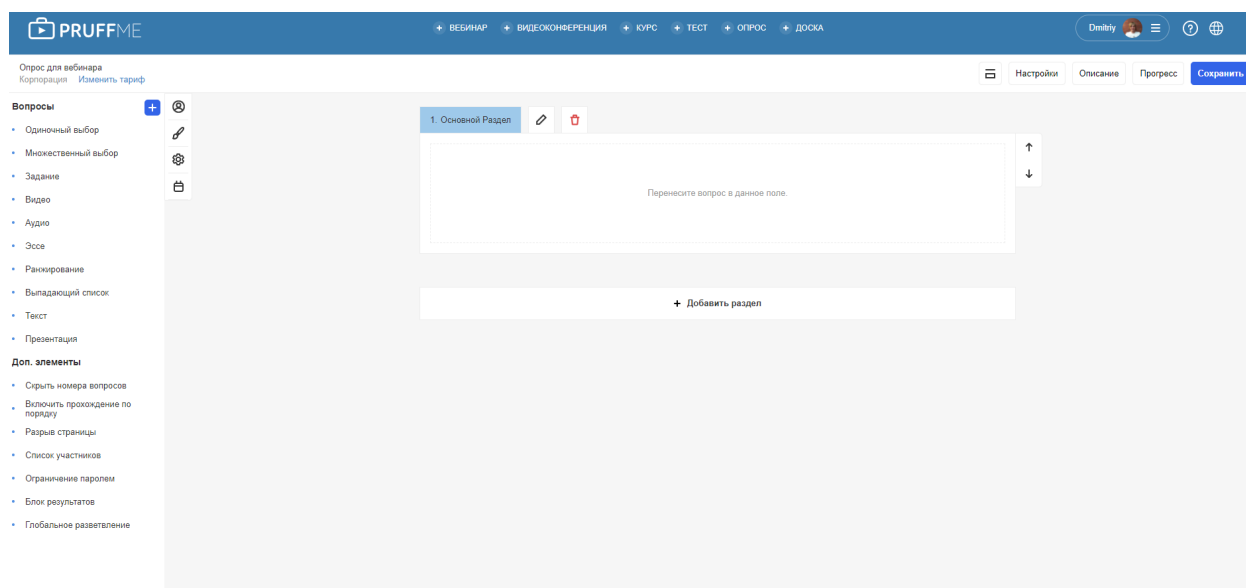 PRUFFME
+ ВЕБИНАР + ВИДЕОКОНФЕРЕНЦИЯ + КУРС + ТЕСТ + ОПРОС + ДОСКА
Dmitriy
Опрос для вебинара
Корпорация Изменить тариф
Настройки Описание Прогресс Сохранить
Вопросы
Одиночный выбор
Множественный выбор
Задание
Видео
Аудио
Эссе
Ранжирование
Выпадающий список
Текст
Презентация
Доп. элементы
Скрыть номера вопросов
Включить прохождение по
порядку
Разрыв страницы
Список участников
Ограничение паролем
Блок результатов
Глобальное разветвление
1. Основной Раздел
Перенесите вопрос в данное поле.
+ Добавить раздел